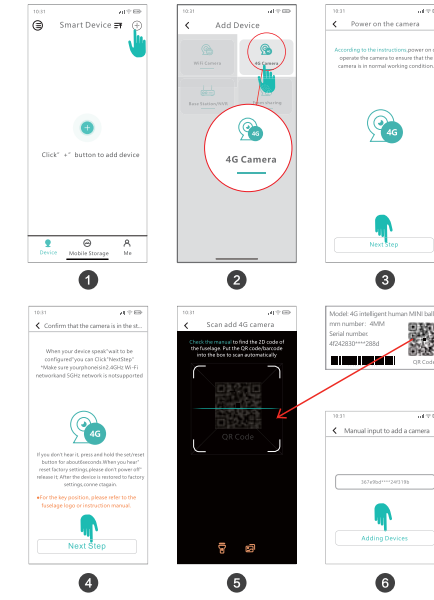 10:31
Smart Device
Click" +" button to add device
Device
Mobile Storage
Me
1
10:31
Add Device
Wifi Camera
4G Camera
Base Station/NVR
4G
4G Camera
2
10:31
Power on the camera
According to the instructions,power on
operate the camera to ensure that the
camera is in normal working condition
4G
Next Step
3
10:31
Confirm that the camera is in the st...
When your device speak"wait to be
configured"you can Click"NextStep"
*Make sure yourphoneisin2.4GHz Wi-Fi
networkand 5GHz network is notsupported
4G
If you don't hear it, press and hold the set/reset
button for about6seconds.When you hear"
reset factory settings,please don't power off"
release it. After the device is restored to factory
settings,conne ctagain.
•For the key position, please refer to the
fuselage logo or instruction manual.
Next Step
4
10:31
Scan add 4G camera
Check the manual to find the 2D code of
the fuselage. Put the QR code/barcode
into the box to scan automatically
QR Code
5
Model: 4G intelligent human MINI ball
mm number: 4MM
Serial number:
4f242830****288d
QR Code
10:31
Manual input to add a camera
Adding Devices
6